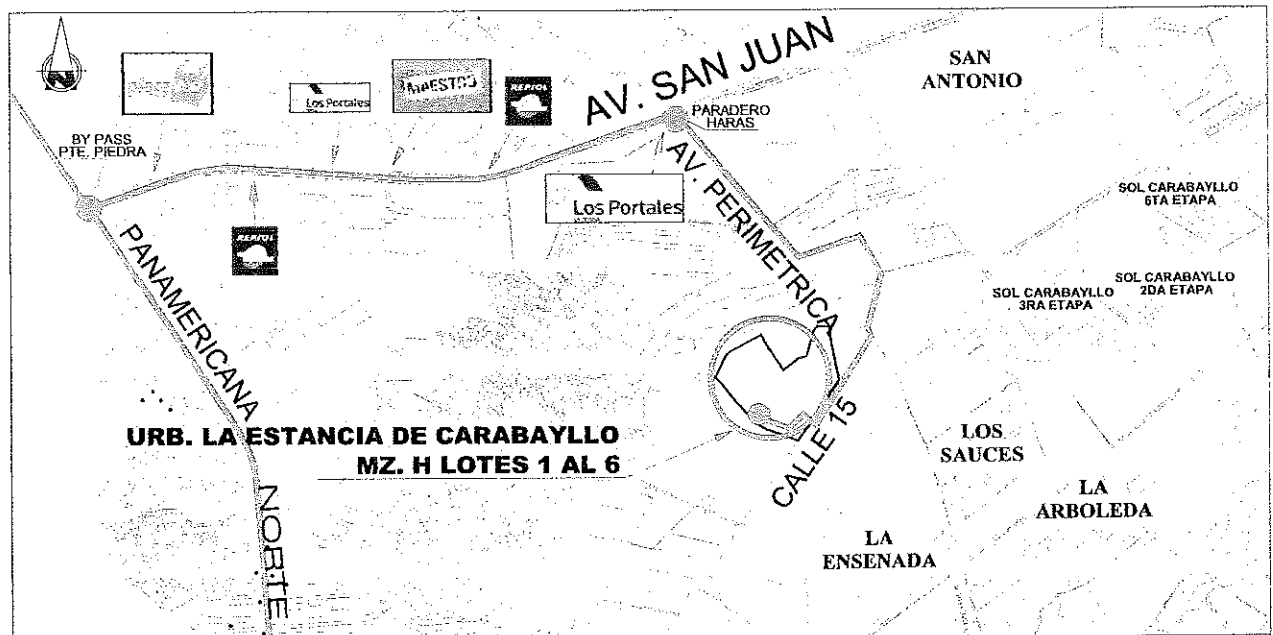 N
Los Portales
MAESTRO
REPSOL
AV. SAN JUAN
SAN
ANTONIO
BY PASS
PTE. PIEDRA
PARADERO
HARAS
Los Portales
REPSOL
AV. PERIMETRICA
SOL CARABAYLLO
6TA ETAPA
SOL CARABAYLLO
3RA ETAPA
SOL CARABAYLLO
2DA ETAPA
PANAMERICANA
NORTE
URB. LA ESTANCIA DE CARABAYLLO
MZ. H LOTES 1 AL 6
CALLE 15
LOS
SAUCES
LA
ARBOLEDA
LA
ENSENADA